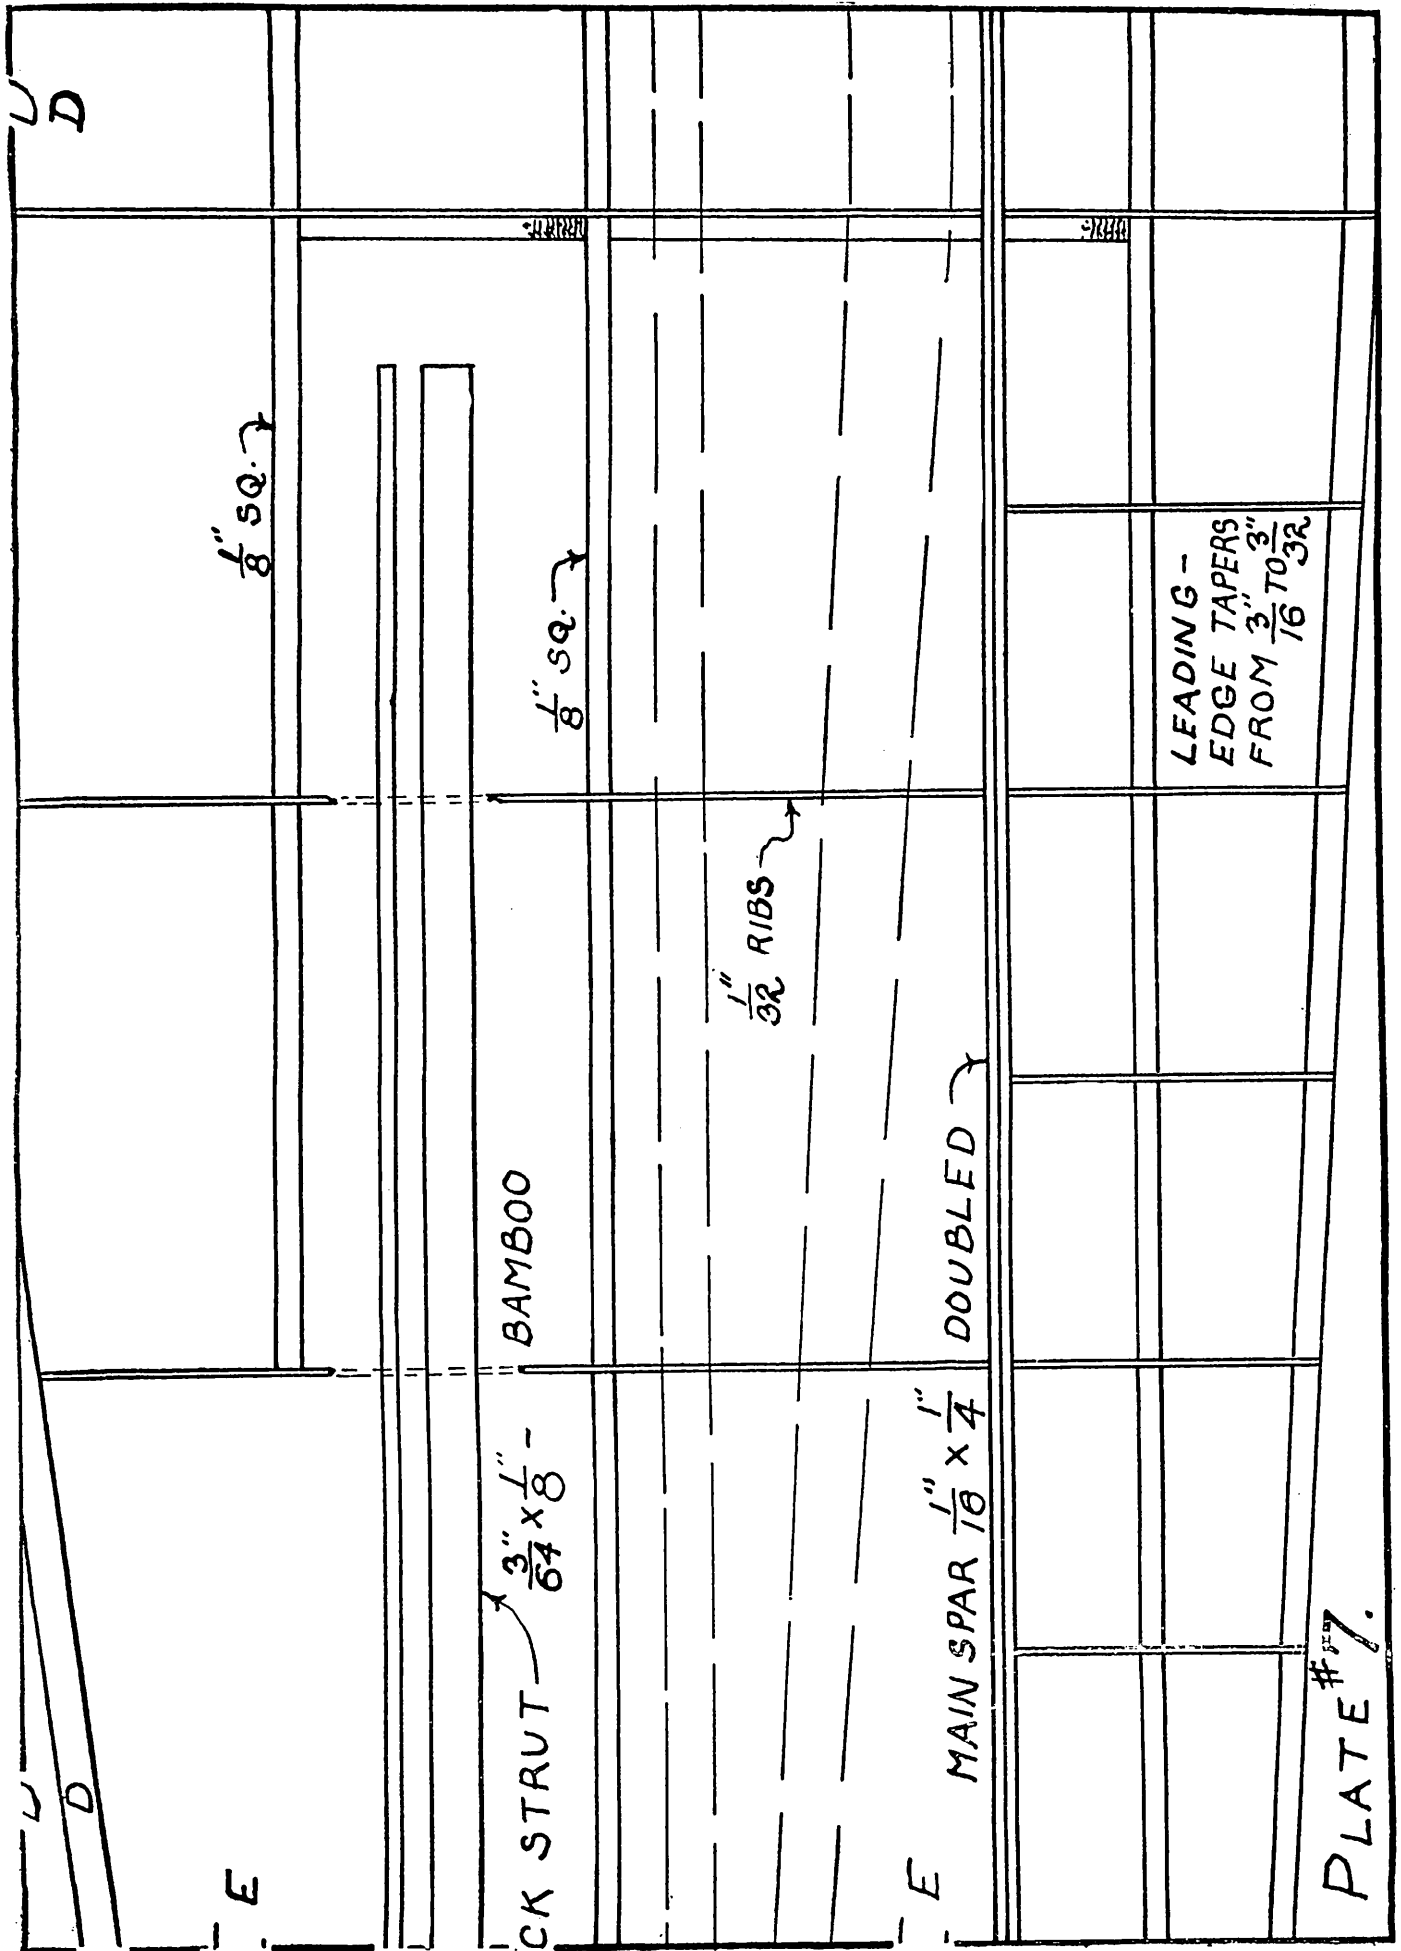 D
D
1/8" SQ.
1/8" SQ.
1/32" RIBS
LEADING-
EDGE TAPERS
FROM 3/16" TO 3/32"
BAMBOO
CK STRUT 3/64" X 1/8" -
MAIN SPAR 1/16" X 1/4" DOUBLED
E
E
PLATE #7.